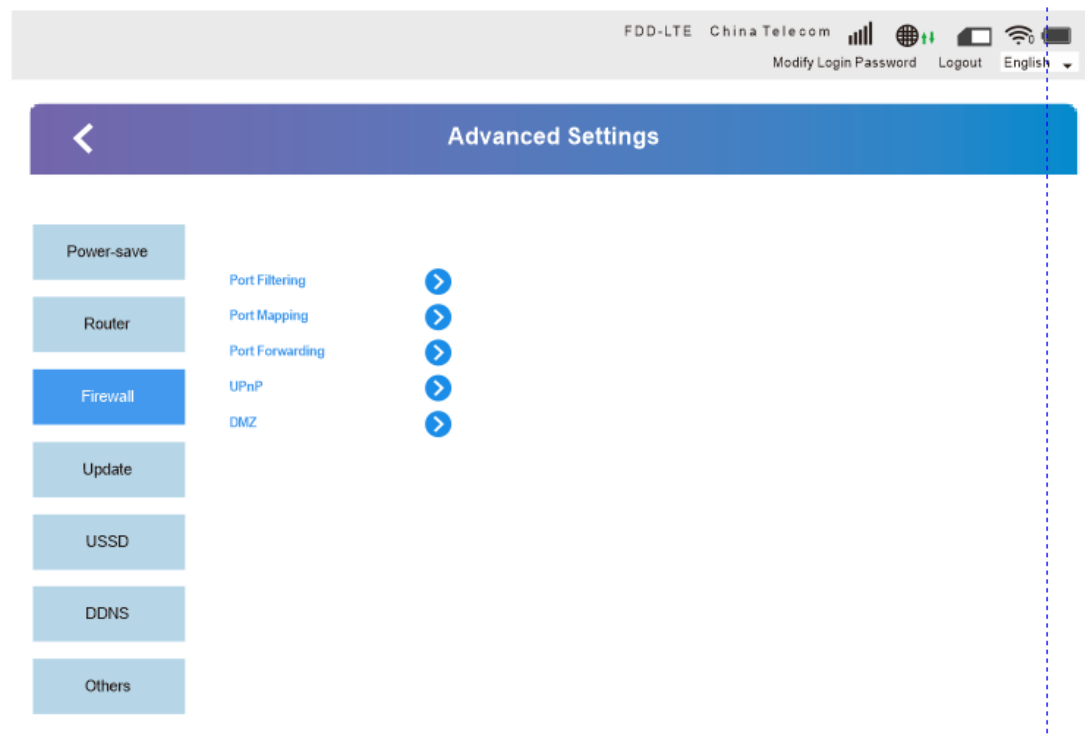 FDD-LTE China Telecom
0
Modify Login Password Logout English
Advanced Settings
Power-save
Port Filtering
Router
Port Mapping
Port Forwarding
Firewall
UPnP
DMZ
Update
USSD
DDNS
Others